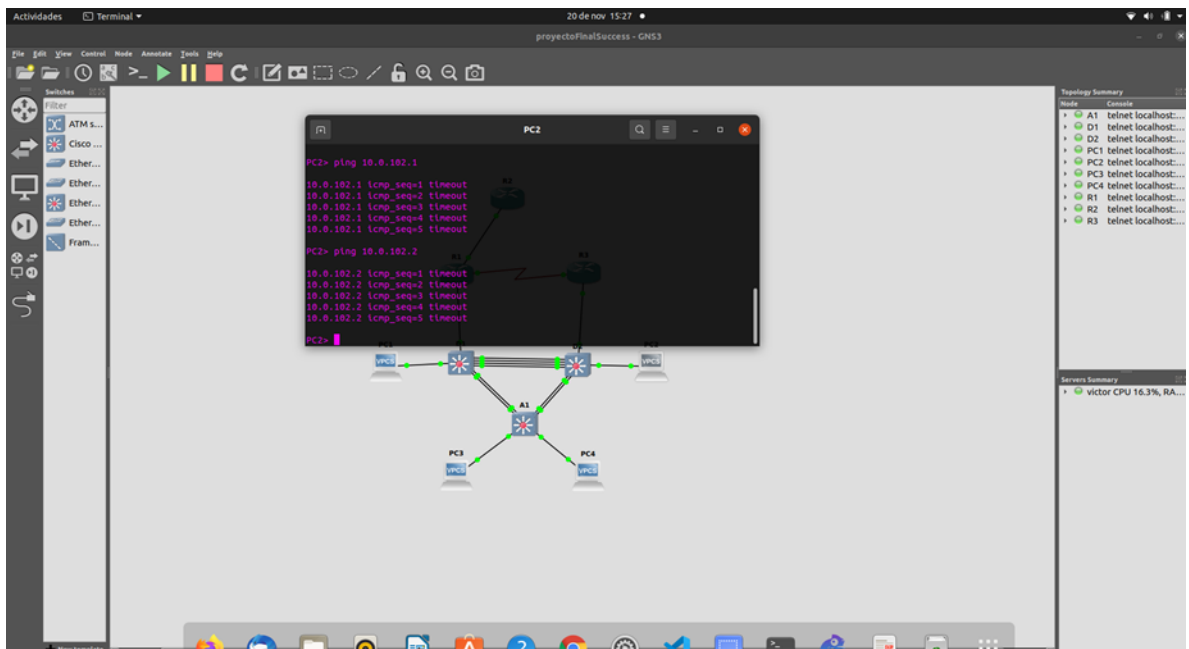 Actividades
Terminal
20 de nov 15:27
proyectoFinalSuccess - GNS3
File Edit View Control Node Annotate Tools Help
Switches
Filter
ATM s...
Cisco ...
Ether...
Ether...
Ether...
Ether...
Fram...
PC2
PC2> ping 10.0.102.1
10.0.102.1 icmp_seq=1 timeout
10.0.102.1 icmp_seq=2 timeout
10.0.102.1 icmp_seq=3 timeout
10.0.102.1 icmp_seq=4 timeout
10.0.102.1 icmp_seq=5 timeout
PC2> ping 10.0.102.2
10.0.102.2 icmp_seq=1 timeout
10.0.102.2 icmp_seq=2 timeout
10.0.102.2 icmp_seq=3 timeout
10.0.102.2 icmp_seq=4 timeout
10.0.102.2 icmp_seq=5 timeout
PC2>
R2
R1
R3
VPCS
VPCS
A1
PC3
PC4
VPCS
VPCS
Topology Summary
Node Console
A1 telnet localhost:...
D1 telnet localhost:...
D2 telnet localhost:...
PC1 telnet localhost:...
PC2 telnet localhost:...
PC3 telnet localhost:...
PC4 telnet localhost:...
R1 telnet localhost:...
R2 telnet localhost:...
R3 telnet localhost:...
Servers Summary
victor CPU 16.3%, RA...